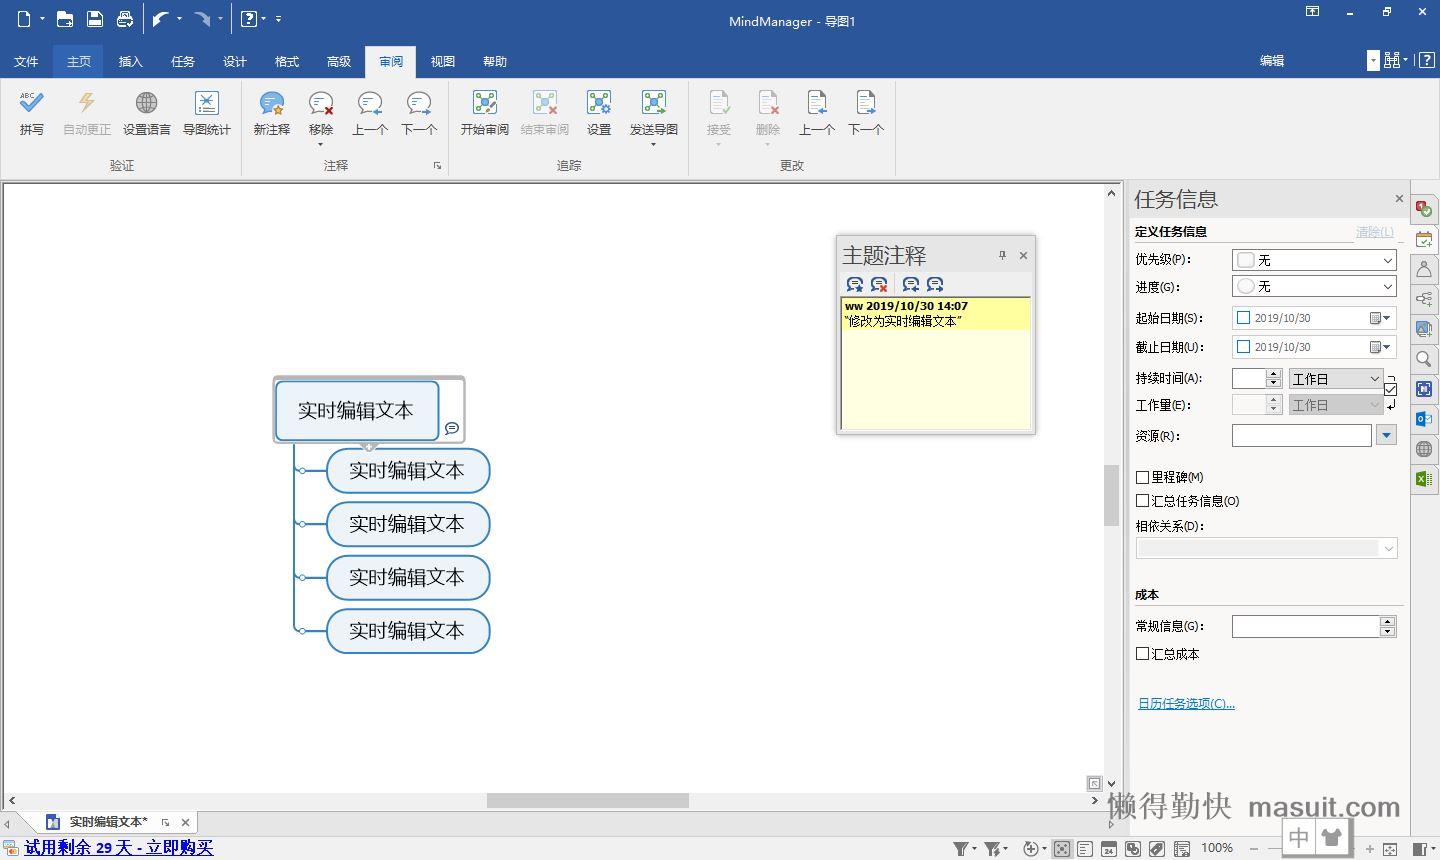 MindManager - 导图1
文件 主页 插入 任务 设计 格式 高级 审阅 视图 帮助 编辑
ABC
拼写 自动更正 设置语言 导图统计 新注释 移除 上一个 下一个 开始审阅 结束审阅 设置 发送导图 接受 删除 上一个 下一个
验证 注释 追踪 更改
主题注释
ww 2019/10/30 14:07
“修改为实时编辑文本”
实时编辑文本
实时编辑文本
实时编辑文本
实时编辑文本
实时编辑文本
任务信息
定义任务信息 清除(L)
优先级(P): 无
进度(G): 无
起始日期(S): 2019/10/30
截止日期(U): 2019/10/30
持续时间(A): 工作日
工作量(E): 工作日
资源(R):
里程碑(M)
汇总任务信息(O)
相依关系(D):
成本
常规信息(G):
汇总成本
日历任务选项(C)...
懒得勤快 masuit.com
实时编辑文本*
试用剩余 29 天 - 立即购买
24
100%
中